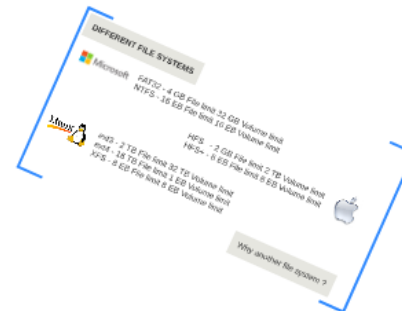 DIFFERENT FILE SYSTEMS
Microsoft
FAT32 - 4 GB File limit 32 GB Volume limit
NTFS - 16 EB File limit 16 EB Volume limit
HFS - 2 GB File limit 2 TB Volume limit
HFS+ - 8 EB File limit 8 EB Volume limit
ext3 - 2 TB File limit 32 TB Volume limit
ext4 - 16 TB File limit 1 EB Volume limit
XFS - 8 EB File limit 8 EB Volume limit
Why another file system ?